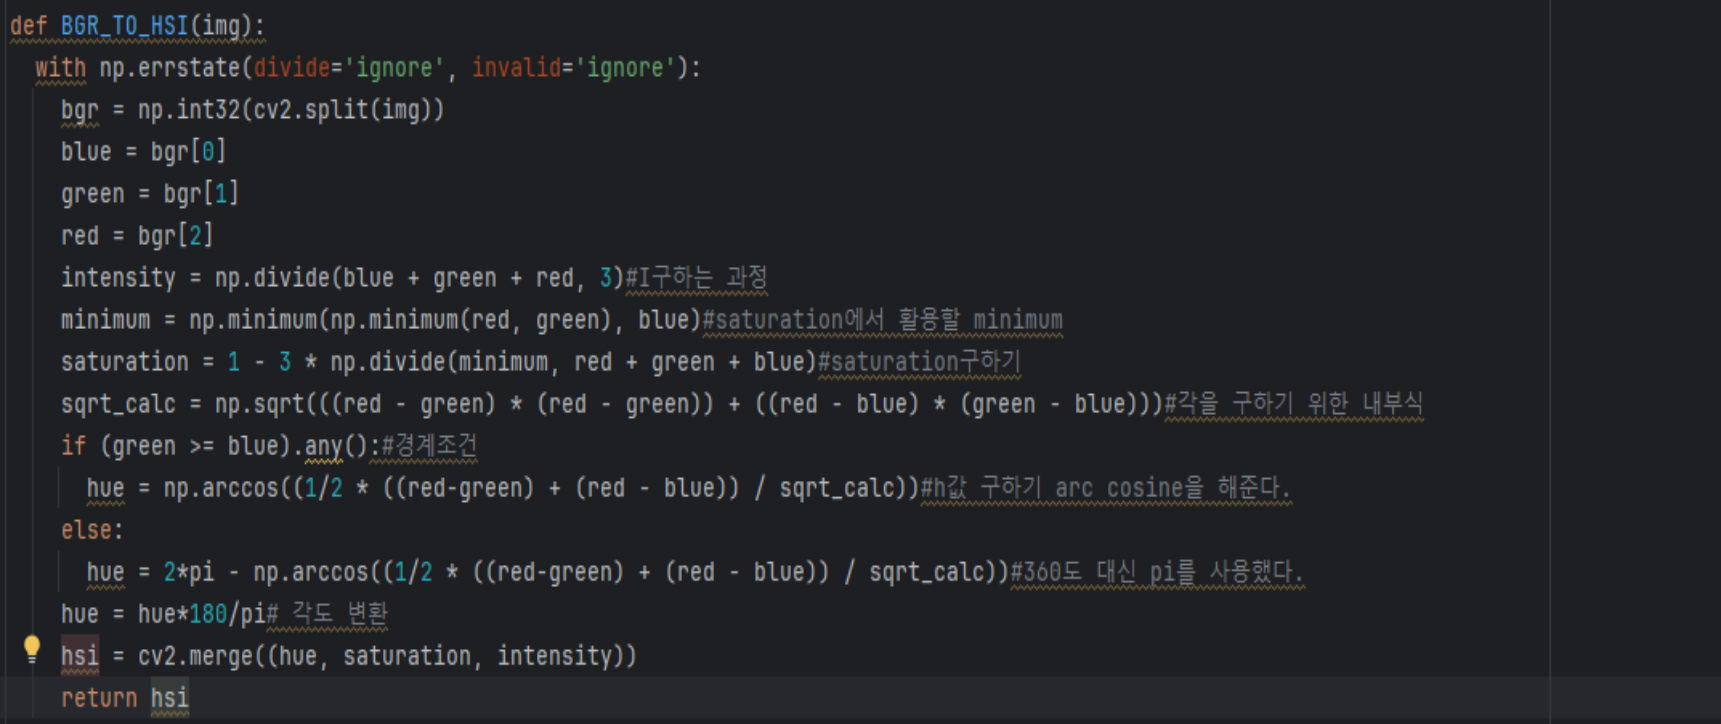 def BGR_TO_HSI(img):
  with np.errstate(divide='ignore', invalid='ignore'):
    bgr = np.int32(cv2.split(img))
    blue = bgr[0]
    green = bgr[1]
    red = bgr[2]
    intensity = np.divide(blue + green + red, 3)#I구하는 과정
    minimum = np.minimum(np.minimum(red, green), blue)#saturation에서 활용할 minimum
    saturation = 1 - 3 * np.divide(minimum, red + green + blue)#saturation구하기
    sqrt_calc = np.sqrt(((red - green) * (red - green)) + ((red - blue) * (green - blue)))#각을 구하기 위한 내부식
    if (green >= blue).any():#경계조건
      hue = np.arccos((1/2 * ((red-green) + (red - blue)) / sqrt_calc))#h값 구하기 arc cosine을 해준다.
    else:
      hue = 2*pi - np.arccos((1/2 * ((red-green) + (red - blue)) / sqrt_calc))#360도 대신 pi를 사용했다.
    hue = hue*180/pi# 각도 변환
    hsi = cv2.merge((hue, saturation, intensity))
    return hsi